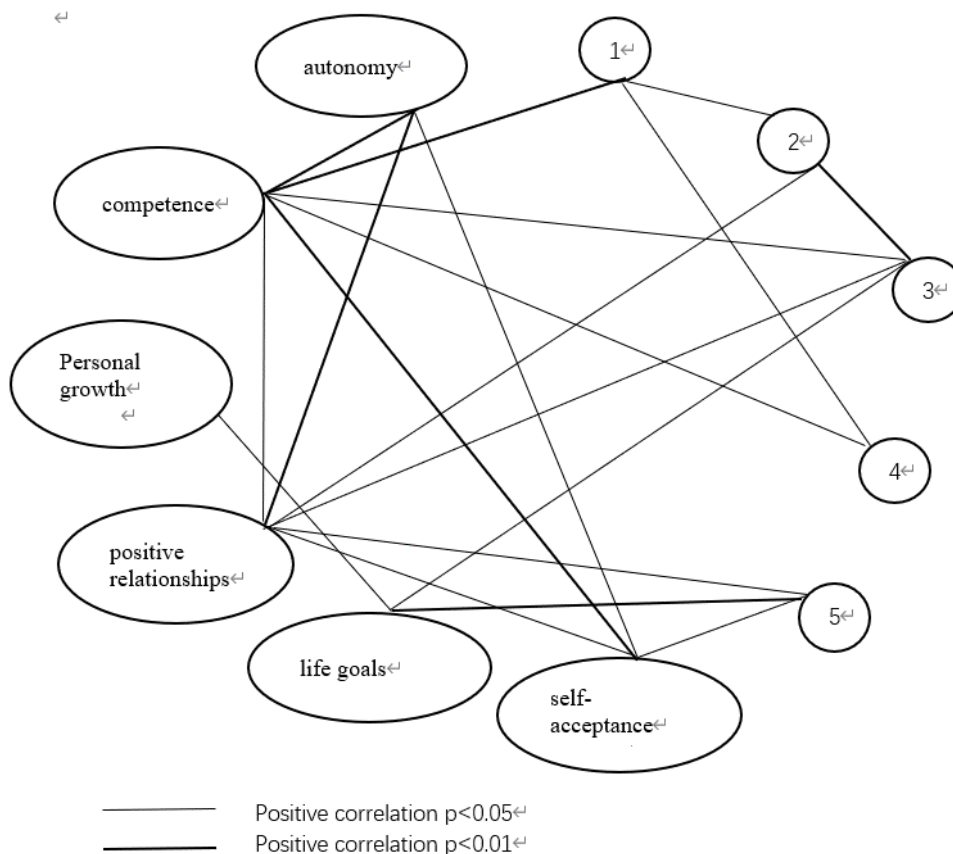 ↵
autonomy↵
1↵
2↵
competence↵
3↵
Personal
growth↵
↵
4↵
positive
relationships↵
5↵
life goals↵
self-
acceptance↵
Positive correlation p<0.05↵
Positive correlation p<0.01↵